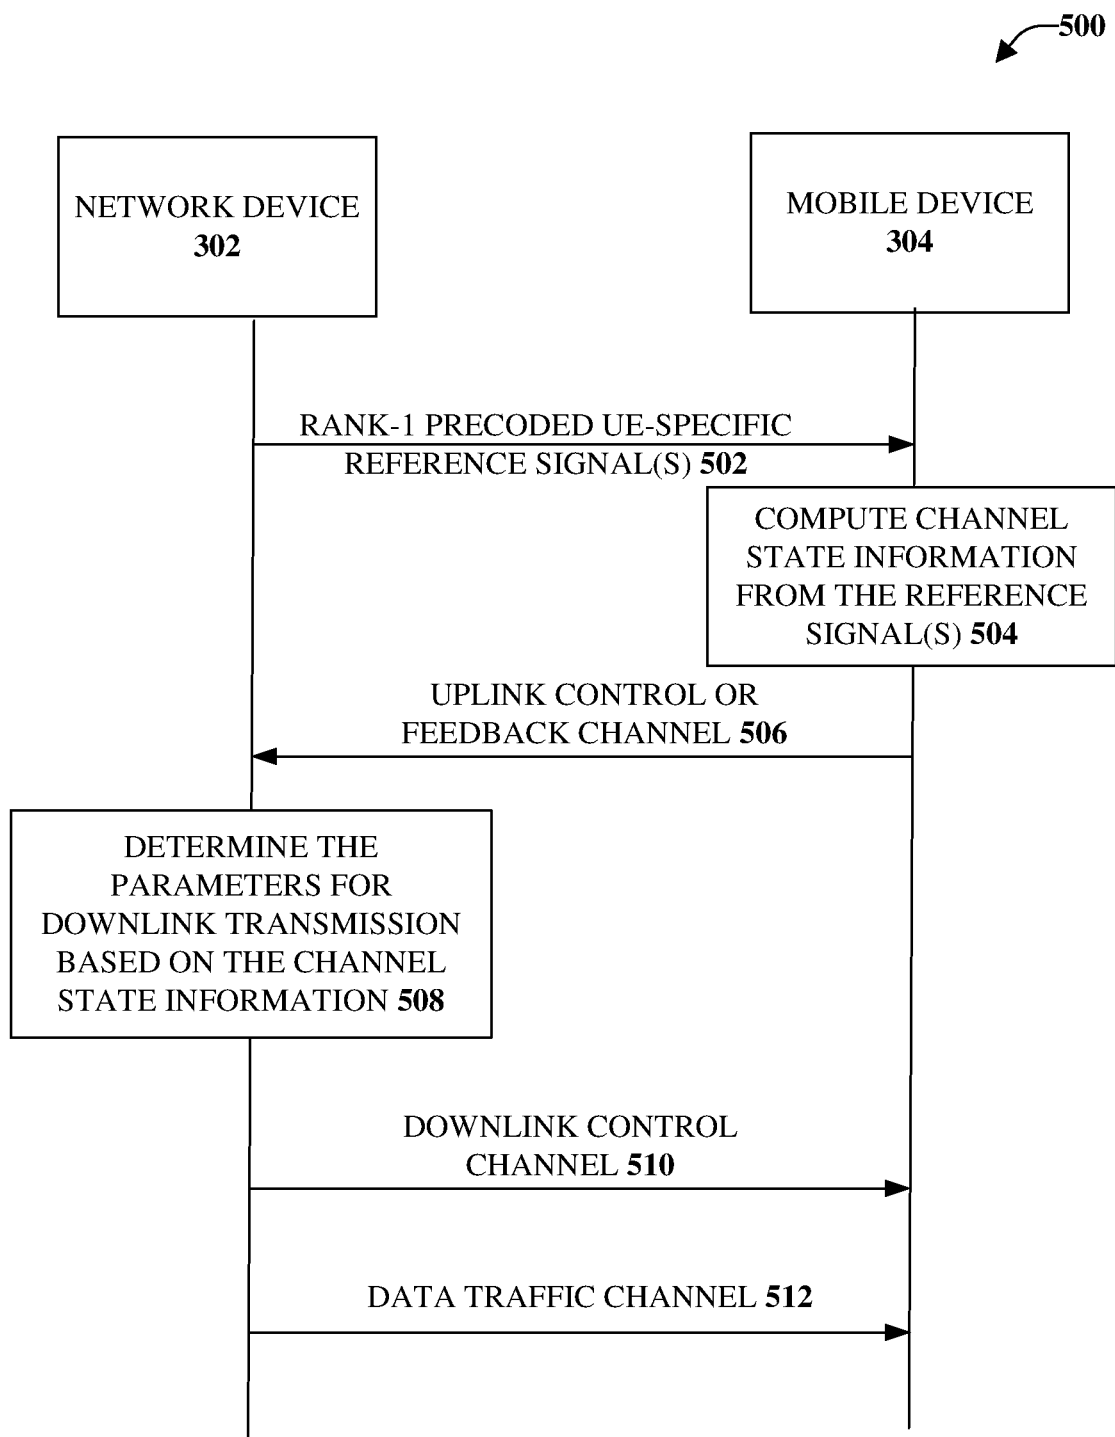 500
NETWORK DEVICE
302
MOBILE DEVICE
304
RANK-1 PRECODED UE-SPECIFIC
REFERENCE SIGNAL(S) 502
COMPUTE CHANNEL
STATE INFORMATION
FROM THE REFERENCE
SIGNAL(S) 504
UPLINK CONTROL OR
FEEDBACK CHANNEL 506
DETERMINE THE
PARAMETERS FOR
DOWNLINK TRANSMISSION
BASED ON THE CHANNEL
STATE INFORMATION 508
DOWNLINK CONTROL
CHANNEL 510
DATA TRAFFIC CHANNEL 512